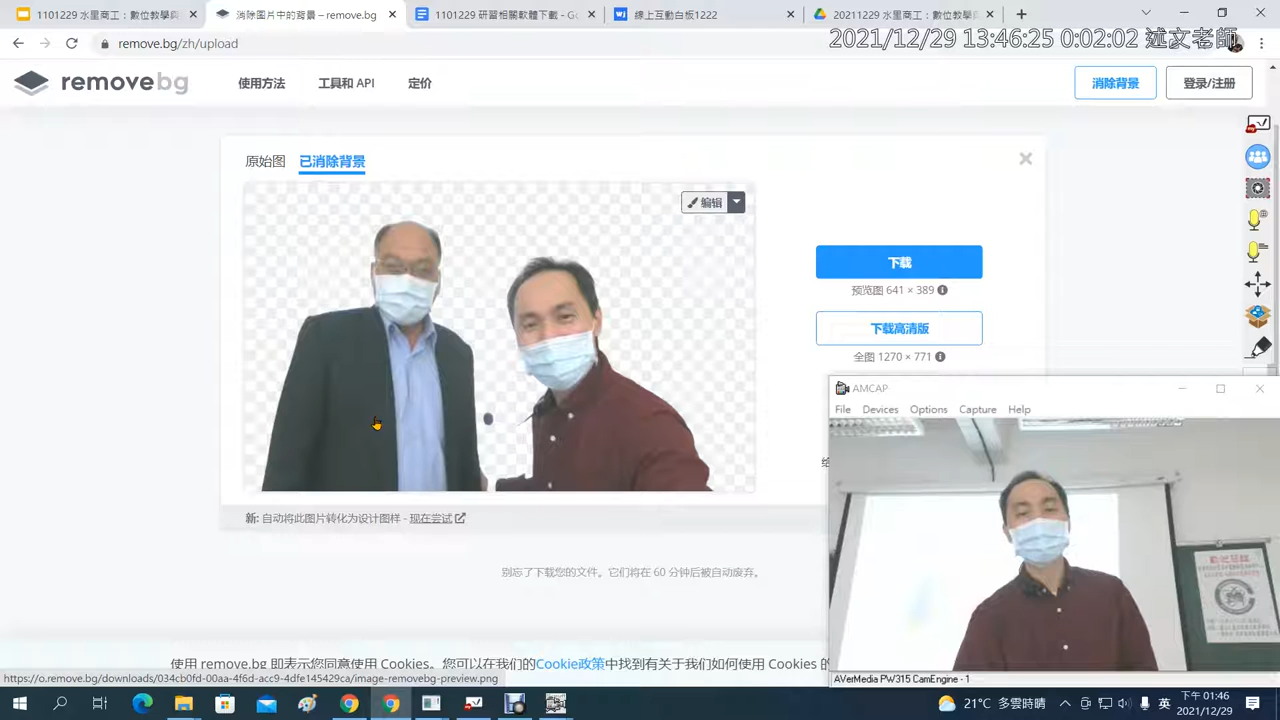 1101229 水里商工：數位教學與
消除图片中的背景 – remove.bg
1101229 研習相關軟體下載 - Go
線上互動白板1222
20211229 水里商工：數位教學與
remove.bg/zh/upload
2021/12/29 13:46:25 0:02:02 述文老師
removebg
使用方法
工具和 API
定价
消除背景
登录/注册
原始图
已消除背景
编辑
下载
预览图 641 × 389
下载高清版
全图 1270 × 771
新: 自动将此图片转化为设计图样 - 现在尝试
别忘了下载您的文件。它们将在 60 分钟后被自动废弃。
使用 remove.bg 即表示您同意使用 Cookies。您可以在我们的Cookie政策中找到有关于我们如何使用 Cookies 的
https://o.remove.bg/downloads/034cb0fd-00aa-4f6d-acc9-4dfe145429ca/image-removebg-preview.png
AMCAP
File Devices Options Capture Help
AVerMedia PW315 CamEngine - 1
21°C 多雲時晴
英
下午 01:46
2021/12/29